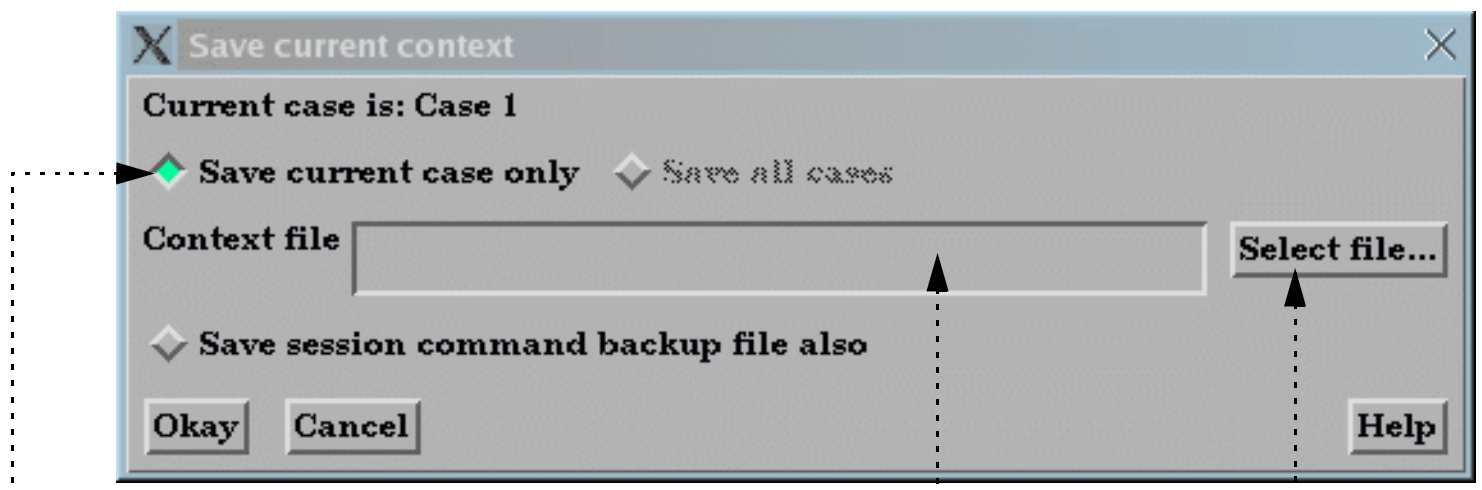 Save current context
Current case is: Case 1
Save current case only Save all cases
Context file Select file...
Save session command backup file also
Okay Cancel Help